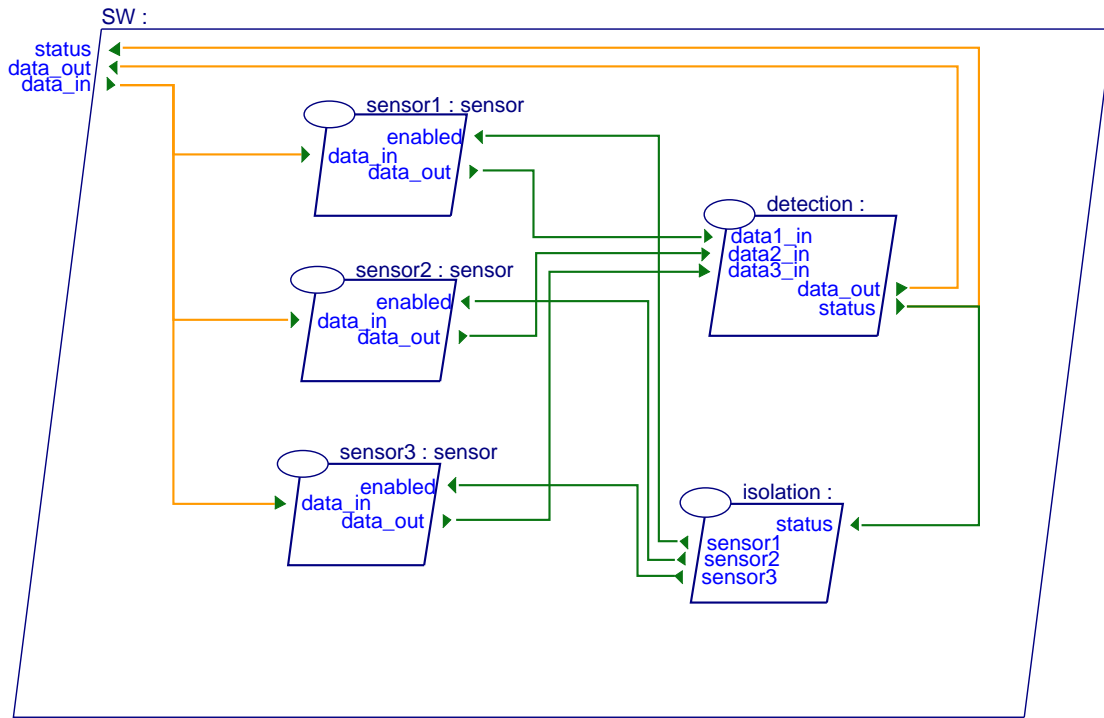 SW :
status
data_out
data_in
sensor1 : sensor
enabled
data_in
data_out
sensor2 : sensor
enabled
data_in
data_out
sensor3 : sensor
enabled
data_in
data_out
detection :
data1_in
data2_in
data3_in
data_out
status
isolation :
status
sensor1
sensor2
sensor3